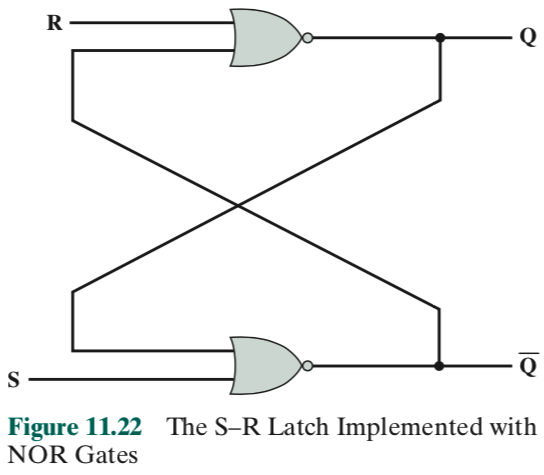 R
Q
S
Q̅
Figure 11.22 The S–R Latch Implemented with
NOR Gates